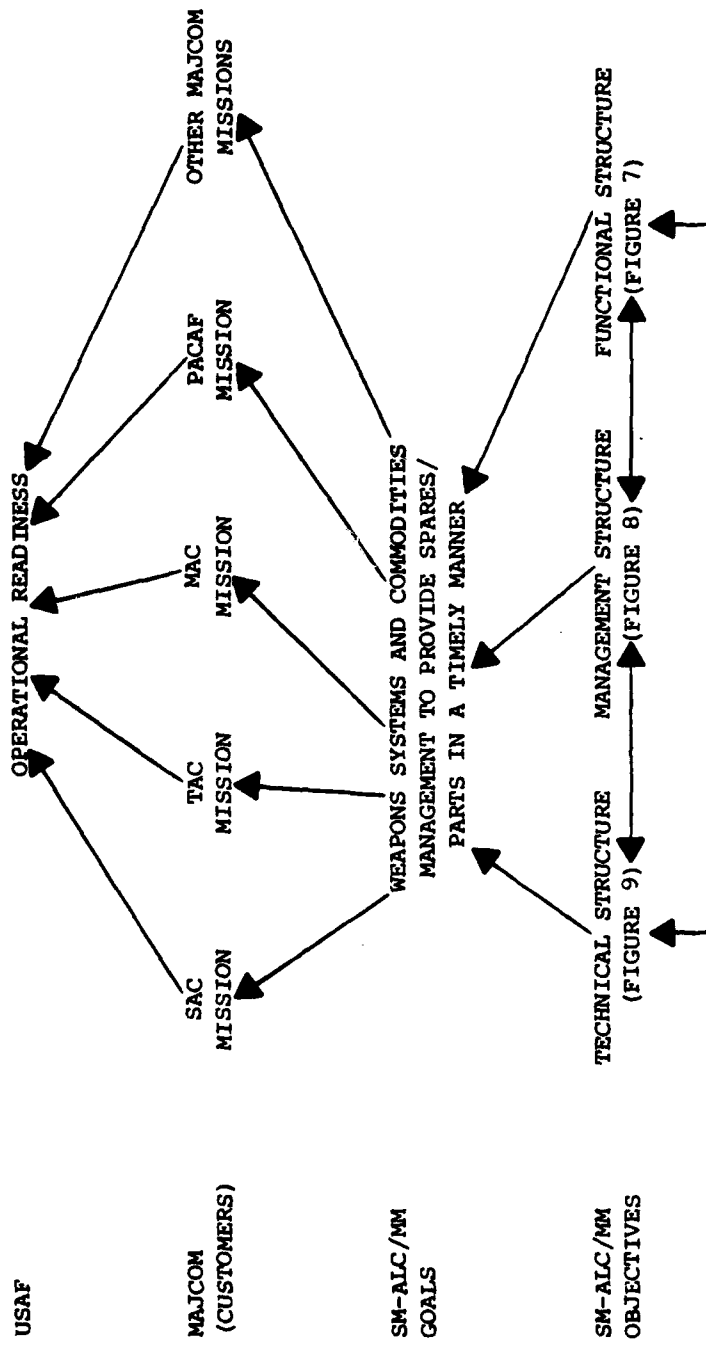 USAF
OPERATIONAL READINESS
MAJCOM
(CUSTOMERS)
SAC
MISSION
TAC
MISSION
MAC
MISSION
PACAF
MISSION
OTHER MAJCOM
MISSIONS
SM-ALC/MM
GOALS
WEAPONS SYSTEMS AND COMMODITIES
MANAGEMENT TO PROVIDE SPARES/
PARTS IN A TIMELY MANNER
SM-ALC/MM
OBJECTIVES
TECHNICAL STRUCTURE
(FIGURE 9)
MANAGEMENT STRUCTURE
(FIGURE 8)
FUNCTIONAL STRUCTURE
(FIGURE 7)